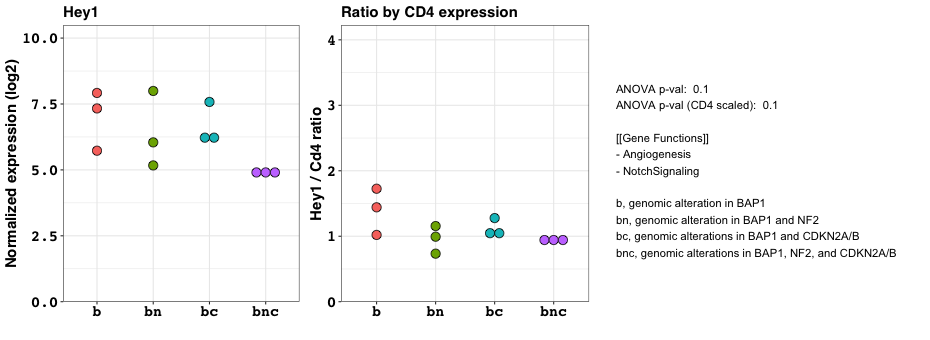 Hey1
Normalized expression (log2)
10.0
7.5
5.0
2.5
0.0
b bn bc bnc
Ratio by CD4 expression
Hey1 / Cd4 ratio
4
3
2
1
0
b bn bc bnc
ANOVA p-val: 0.1
ANOVA p-val (CD4 scaled): 0.1
[[Gene Functions]]
- Angiogenesis
- NotchSignaling
b, genomic alteration in BAP1
bn, genomic alteration in BAP1 and NF2
bc, genomic alterations in BAP1 and CDKN2A/B
bnc, genomic alterations in BAP1, NF2, and CDKN2A/B